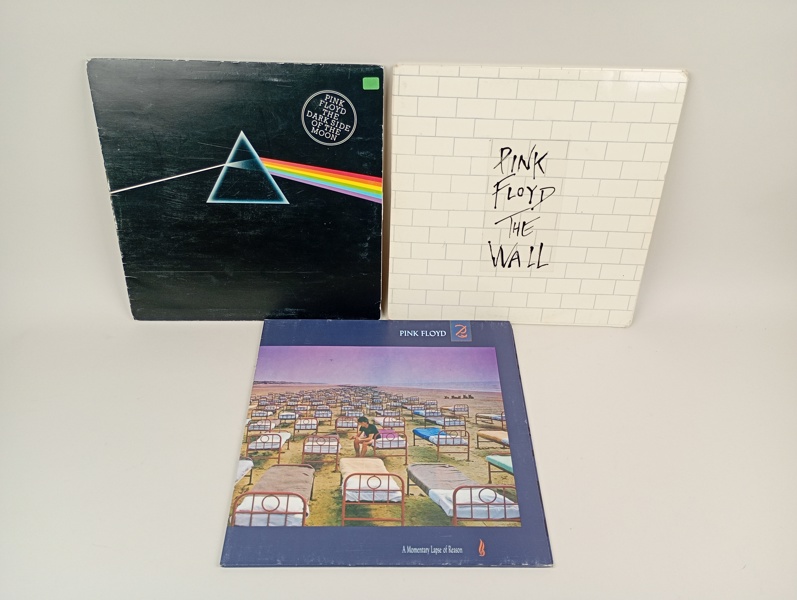 PINK
FLOYD
THE
DARK SIDE
OF THE
MOON
PINK
FLOYD
THE
WALL
PINK FLOYD
A Momentary Lapse of Reason